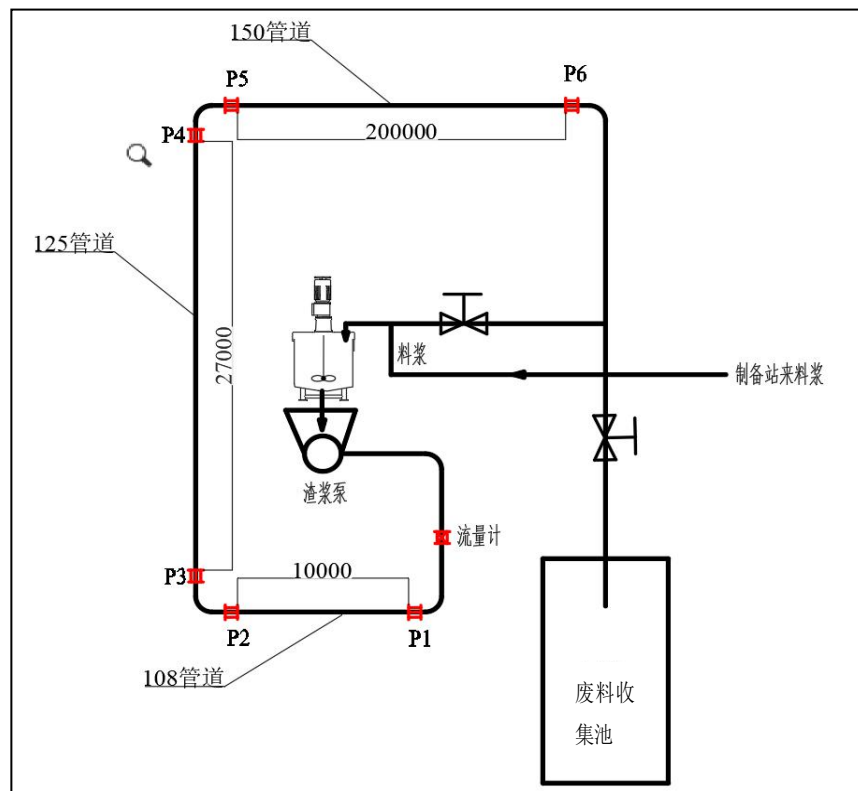 150管道
P5
P6
200000
P4
125管道
27000
料浆
制备站来料浆
渣浆泵
流量计
P3
10000
P2
P1
108管道
废料收
集池